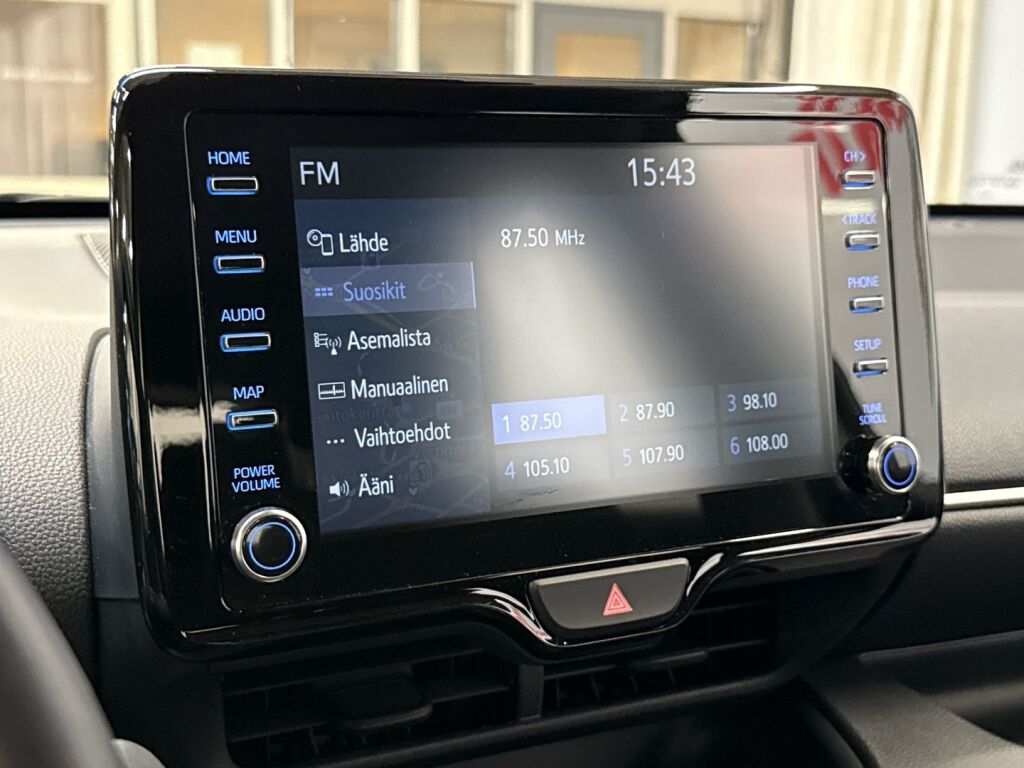 HOME
MENU
AUDIO
MAP
POWER
VOLUME
FM
15:43
Lähde
Suosikit
Asemalista
Manuaalinen
Vaihtoehdot
Ääni
87.50 MHz
1 87.50
2 87.90
3 98.10
4 105.10
5 107.90
6 108.00
CH>
<TRACK
PHONE
SETUP
TUNE
SCROLL